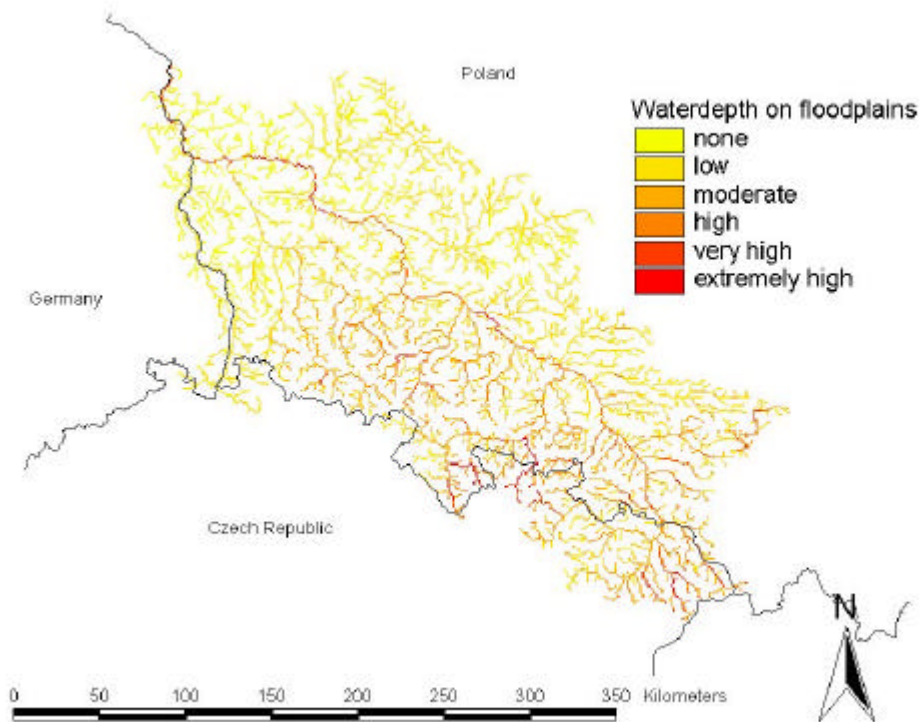 Poland
Waterdepth on floodplains
none
low
moderate
high
very high
extremely high
Germany
Czech Republic
N
0 50 100 150 200 250 300 350 Kilometers